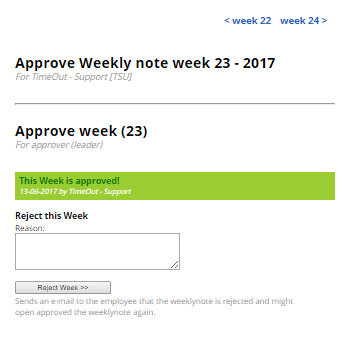 < week 22 week 24 >
Approve Weekly note week 23 - 2017
For TimeOut - Support [TSU]
Approve week (23)
For approver (leader)
This Week is approved!
13-06-2017 by TimeOut - Support
Reject this Week
Reason:
Reject Week >>
Sends an e-mail to the employee that the weeklynote is rejected and might
open approved the weeklynote again.